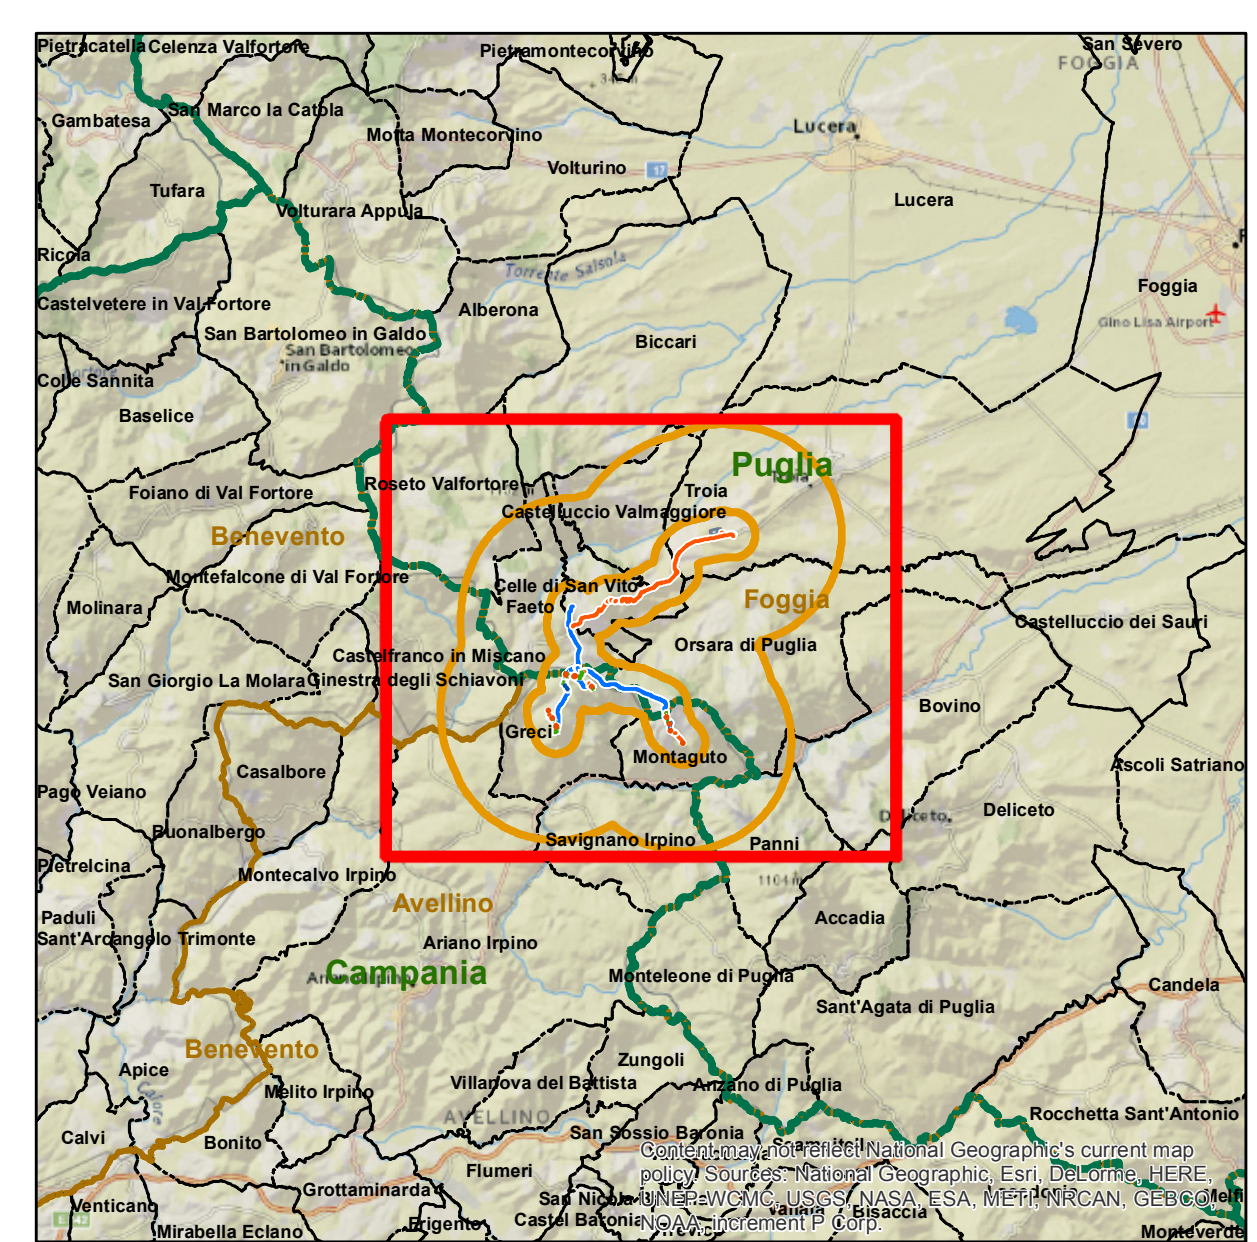 Pietracatella Celenza Valfortore
Pietramontecorvino
San Severo
FOGGIA
Gambatesa
San Marco la Catola
Motta Montecorvino
Lucera
Volturino
17
Tufara
Volturara Appula
Lucera
Riccia
Torrente Salsola
Foggia
Castelvetere in Val Fortore
Alberona
Gino Lisa Airport
San Bartolomeo in Galdo
Biccari
San Bartolomeo
in Galdo
Colle Sannita
Baselice
Puglia
Roseto Valfortore
Troia
Foiano di Val Fortore
Castelluccio Valmaggiore
Benevento
Montefalcone di Val Fortore
Celle di San Vito
Foggia
Molinara
Faeto
Castelluccio dei Sauri
Orsara di Puglia
Castelfranco in Miscano
San Giorgio La Molara Ginestra degli Schiavoni
Bovino
Greci
Montaguto
Casalbore
Ascoli Satriano
Pago Veiano
Deliceto
Deliceto
Buonalbergo
Savignano Irpino
Panni
Pietrelcina
Montecalvo Irpino
1104 m
Avellino
Paduli
Accadia
Sant'Arcangelo Trimonte
Ariano Irpino
Campania
Monteleone di Puglia
Candela
Sant'Agata di Puglia
Benevento
Zungoli
Apice
Villanova del Battista
Anzano di Puglia
Melito Irpino
AVELLINO
Rocchetta Sant'Antonio
Calvi
Bonito
San Sossio Baronia
Content may not reflect National Geographic's current map
policy. Sources: National Geographic, Esri, DeLorme, HERE,
UNEP-WCMC, USGS, NASA, ESA, METI, NRCAN, GEBCO,
NOAA, increment P Corp.
Flumeri
Grottaminarda
Melfi
Venticano
Castel Baronia
Bisaccia
Frigento
Mirabella Eclano
Monteverde